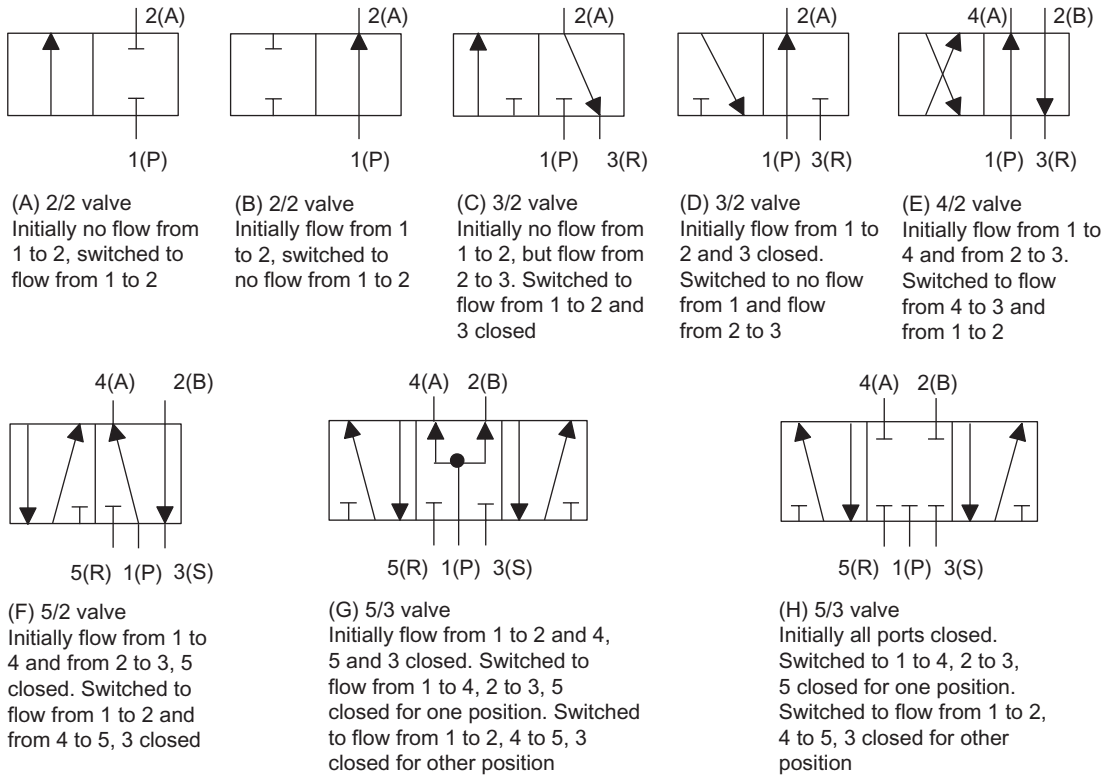 2(A)
1(P)
(A) 2/2 valve
Initially no flow from
1 to 2, switched to
flow from 1 to 2
2(A)
1(P)
(B) 2/2 valve
Initially flow from 1
to 2, switched to
no flow from 1 to 2
2(A)
1(P) 3(R)
(C) 3/2 valve
Initially no flow from
1 to 2, but flow from
2 to 3. Switched to
flow from 1 to 2 and
3 closed
2(A)
1(P) 3(R)
(D) 3/2 valve
Initially flow from 1 to
2 and 3 closed.
Switched to no flow
from 1 and flow
from 2 to 3
4(A) 2(B)
1(P) 3(R)
(E) 4/2 valve
Initially flow from 1 to
4 and from 2 to 3.
Switched to flow
from 4 to 3 and
from 1 to 2
4(A) 2(B)
5(R) 1(P) 3(S)
(F) 5/2 valve
Initially flow from 1 to
4 and from 2 to 3, 5
closed. Switched to
flow from 1 to 2 and
from 4 to 5, 3 closed
4(A) 2(B)
5(R) 1(P) 3(S)
(G) 5/3 valve
Initially flow from 1 to 2 and 4,
5 and 3 closed. Switched to
flow from 1 to 4, 2 to 3, 5
closed for one position. Switched
to flow from 1 to 2, 4 to 5, 3
closed for other position
4(A) 2(B)
5(R) 1(P) 3(S)
(H) 5/3 valve
Initially all ports closed.
Switched to 1 to 4, 2 to 3,
5 closed for one position.
Switched to flow from 1 to 2,
4 to 5, 3 closed for other
position